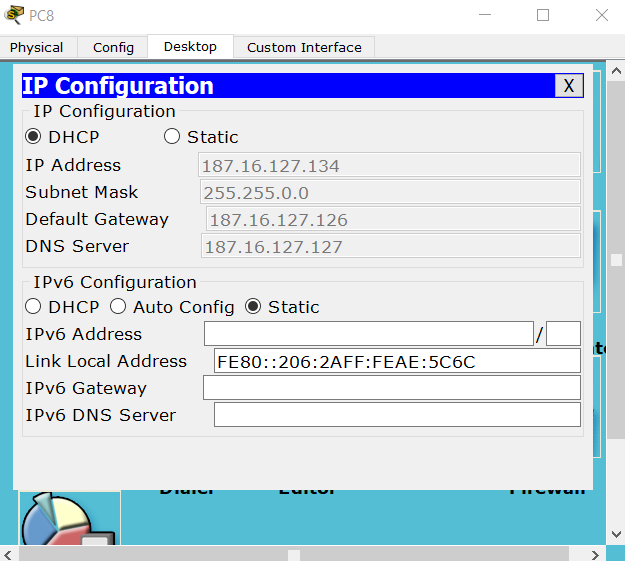 PC8
Physical Config Desktop Custom Interface
IP Configuration X
IP Configuration
DHCP Static
IP Address 187.16.127.134
Subnet Mask 255.255.0.0
Default Gateway 187.16.127.126
DNS Server 187.16.127.127
IPv6 Configuration
DHCP Auto Config Static
IPv6 Address /
Link Local Address FE80::206:2AFF:FEAE:5C6C
IPv6 Gateway
IPv6 DNS Server
Dialer Editor Firewall